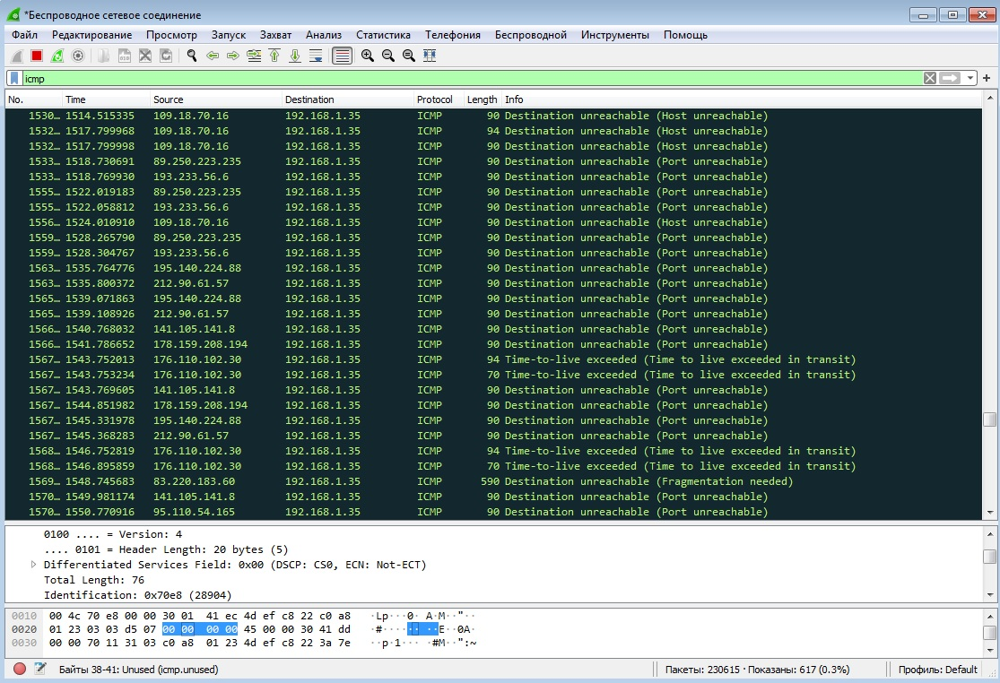 *Беспроводное сетевое соединение
Файл Редактирование Просмотр Запуск Захват Анализ Статистика Телефония Беспроводной Инструменты Помощь
icmp
No. Time Source Destination Protocol Length Info
1530… 1514.515335 109.18.70.16 192.168.1.35 ICMP 90 Destination unreachable (Host unreachable)
1532… 1517.799968 109.18.70.16 192.168.1.35 ICMP 94 Destination unreachable (Host unreachable)
1532… 1517.799998 109.18.70.16 192.168.1.35 ICMP 90 Destination unreachable (Host unreachable)
1533… 1518.730691 89.250.223.235 192.168.1.35 ICMP 90 Destination unreachable (Port unreachable)
1533… 1518.769930 193.233.56.6 192.168.1.35 ICMP 90 Destination unreachable (Port unreachable)
1555… 1522.019183 89.250.223.235 192.168.1.35 ICMP 90 Destination unreachable (Port unreachable)
1555… 1522.058812 193.233.56.6 192.168.1.35 ICMP 90 Destination unreachable (Port unreachable)
1556… 1524.010910 109.18.70.16 192.168.1.35 ICMP 90 Destination unreachable (Host unreachable)
1559… 1528.265790 89.250.223.235 192.168.1.35 ICMP 90 Destination unreachable (Port unreachable)
1559… 1528.304767 193.233.56.6 192.168.1.35 ICMP 90 Destination unreachable (Port unreachable)
1563… 1535.764776 195.140.224.88 192.168.1.35 ICMP 90 Destination unreachable (Port unreachable)
1563… 1535.800372 212.90.61.57 192.168.1.35 ICMP 90 Destination unreachable (Port unreachable)
1565… 1539.071863 195.140.224.88 192.168.1.35 ICMP 90 Destination unreachable (Port unreachable)
1565… 1539.108926 212.90.61.57 192.168.1.35 ICMP 90 Destination unreachable (Port unreachable)
1566… 1540.768032 141.105.141.8 192.168.1.35 ICMP 90 Destination unreachable (Port unreachable)
1566… 1541.786652 178.159.208.194 192.168.1.35 ICMP 90 Destination unreachable (Port unreachable)
1567… 1543.752013 176.110.102.30 192.168.1.35 ICMP 94 Time-to-live exceeded (Time to live exceeded in transit)
1567… 1543.753234 176.110.102.30 192.168.1.35 ICMP 70 Time-to-live exceeded (Time to live exceeded in transit)
1567… 1543.769605 141.105.141.8 192.168.1.35 ICMP 90 Destination unreachable (Port unreachable)
1567… 1544.851982 178.159.208.194 192.168.1.35 ICMP 90 Destination unreachable (Port unreachable)
1567… 1545.331978 195.140.224.88 192.168.1.35 ICMP 90 Destination unreachable (Port unreachable)
1567… 1545.368283 212.90.61.57 192.168.1.35 ICMP 90 Destination unreachable (Port unreachable)
1568… 1546.752819 176.110.102.30 192.168.1.35 ICMP 94 Time-to-live exceeded (Time to live exceeded in transit)
1568… 1546.895859 176.110.102.30 192.168.1.35 ICMP 70 Time-to-live exceeded (Time to live exceeded in transit)
1569… 1548.745683 83.220.183.60 192.168.1.35 ICMP 590 Destination unreachable (Fragmentation needed)
1570… 1549.981174 141.105.141.8 192.168.1.35 ICMP 90 Destination unreachable (Port unreachable)
1570… 1550.770916 95.110.54.165 192.168.1.35 ICMP 90 Destination unreachable (Port unreachable)
0100 .... = Version: 4
.... 0101 = Header Length: 20 bytes (5)
Differentiated Services Field: 0x00 (DSCP: CS0, ECN: Not-ECT)
Total Length: 76
Identification: 0x70e8 (28904)
0010 00 4c 70 e8 00 00 30 01 41 ec 4d ef c8 22 c0 a8 ·Lp···0· A·M··"··
0020 01 23 03 03 d5 07 00 00 00 00 45 00 00 30 41 dd ·#······ ··E··0A·
0030 00 00 70 11 31 03 c0 a8 01 23 4d ef c8 22 3a 7e ··p·1··· ·#M··":~
Байты 38-41: Unused (icmp.unused) Пакеты: 230615 · Показаны: 617 (0.3%) Профиль: Default